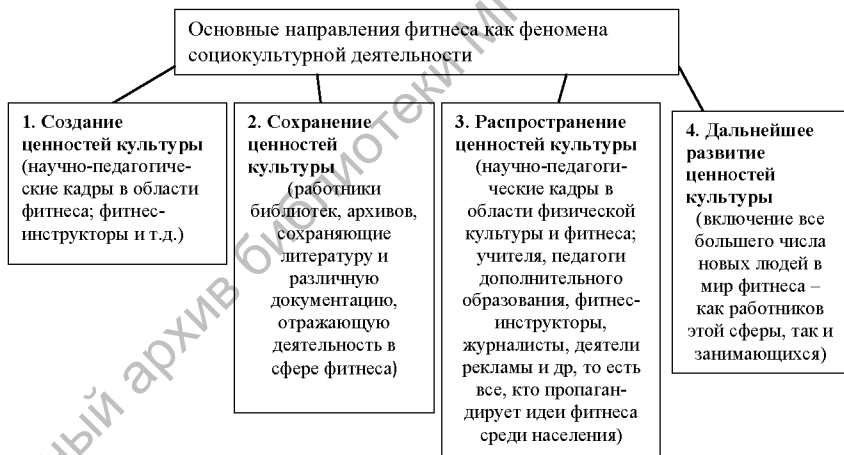 Основные направления фитнеса как феномена
социокультурной деятельности
1. Создание
ценностей культуры
(научно-педагогиче-
ские кадры в области
фитнеса; фитнес-
инструкторы и т.д.)
2. Сохранение
ценностей
культуры
(работники
библиотек, архивов,
сохраняющие
литературу и
различную
документацию,
отражающую
деятельность в
сфере фитнеса)
3. Распространение
ценностей культуры
(научно-педагоги-
ческие кадры в
области физической
культуры и фитнеса;
учителя, педагоги
дополнительного
образования, фитнес-
инструкторы,
журналисты, деятели
рекламы и др, то есть
все, кто пропаган-
дирует идеи фитнеса
среди населения)
4. Дальнейшее
развитие
ценностей
культуры
(включение все
большего числа
новых людей в
мир фитнеса –
как работников
этой сферы, так и
занимающихся)
архив библиотеки